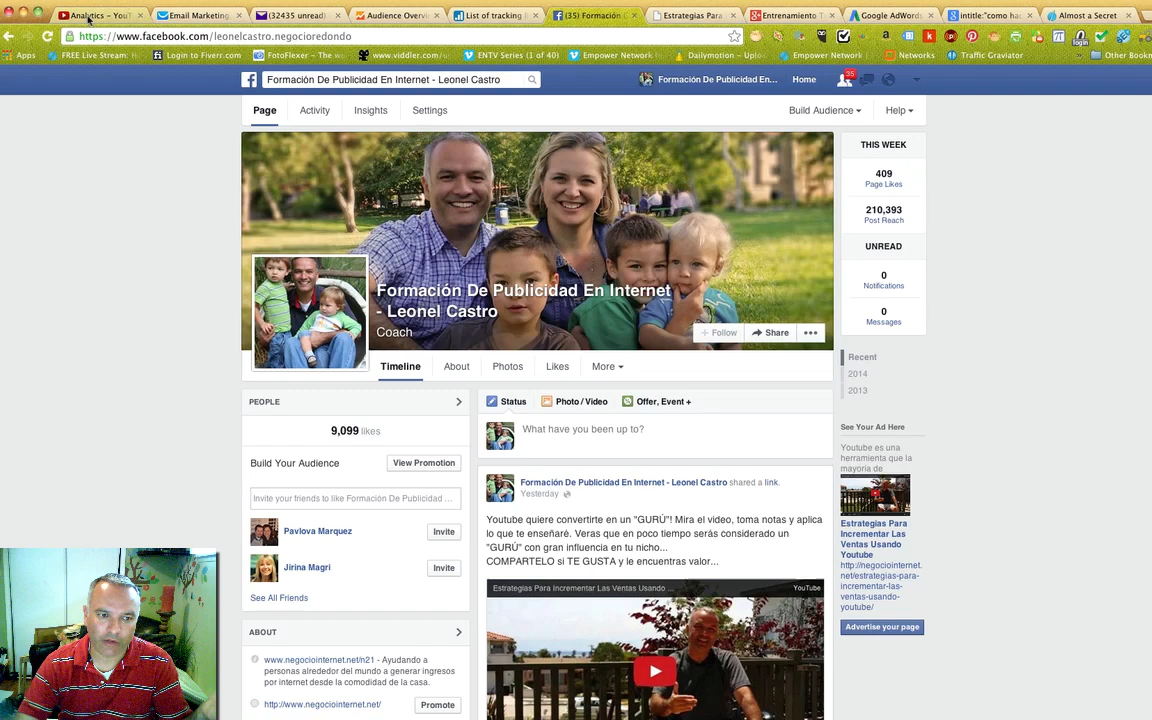 Analytics – YouT
Email Marketing
(32435 unread)
Audience Overvi
List of tracking
(35) Formación
Estrategias Para
Entrenamiento T
Google AdWords
intitle:"como ha
Almost a Secret
https://www.facebook.com/leonelcastro.negocioredondo
Apps
FREE Live Stream: H
Login to Fiverr.com
FotoFlexer – The w
www.viddler.com/
ENTV Series (1 of 40)
Empower Network
Dailymotion – Uplo
Empower Network
Networks
Traffic Graviator
Other Bookm
Formación De Publicidad En Internet - Leonel Castro
Formación De Publicidad En...
Home
35
Page
Activity
Insights
Settings
Build Audience
Help
Formación De Publicidad En Internet
- Leonel Castro
Coach
+ Follow
Share
Timeline
About
Photos
Likes
More
THIS WEEK
409
Page Likes
210,393
Post Reach
UNREAD
0
Notifications
0
Messages
Recent
2014
2013
PEOPLE
9,099 likes
Build Your Audience
View Promotion
Invite your friends to like Formación De Publicidad ...
Pavlova Marquez
Invite
Jirina Magri
Invite
See All Friends
ABOUT
www.negociointernet.net/n21 - Ayudando a
personas alrededor del mundo a generar ingresos
por internet desde la comodidad de la casa.
http://www.negociointernet.net/
Promote
Status
Photo / Video
Offer, Event +
What have you been up to?
Formación De Publicidad En Internet - Leonel Castro shared a link.
Yesterday
Youtube quiere convertirte en un "GURÚ"! Mira el video, toma notas y aplica
lo que te enseñaré. Veras que en poco tiempo serás considerado un
"GURÚ" con gran influencia en tu nicho...
COMPARTELO si TE GUSTA y le encuentras valor...
Estrategias Para Incrementar Las Ventas Usando ...
YouTube
See Your Ad Here
Youtube es una
herramienta que la
mayoria de
Estrategias Para
Incrementar Las
Ventas Usando
Youtube
http://negociointernet.
net/estrategias-para-
incrementar-las-
ventas-usando-
youtube/
Advertise your page